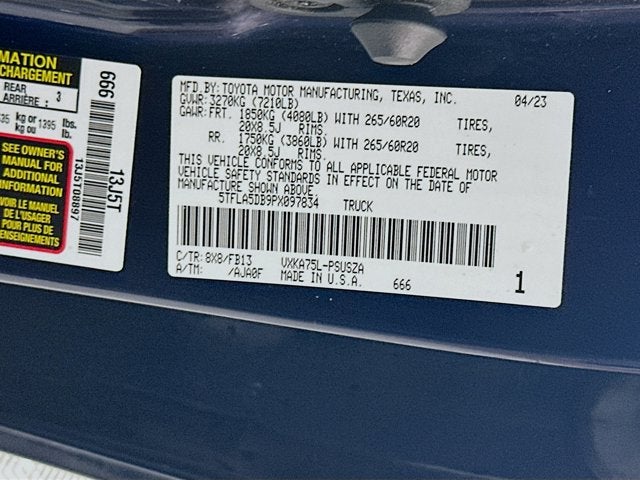 MATION
CHARGEMENT
REAR
ARRIÈRE : 3
635 kg or 1395 lbs.
kg ou lb.
SEE OWNER'S
MANUAL FOR
ADDITIONAL
INFORMATION
VOIR LE MANUEL
DE L'USAGER
POUR PLUS DE
RENSEIGNEMENTS
666
13J5T
13J5T08897
MFD.BY: TOYOTA MOTOR MANUFACTURING, TEXAS, INC. 04/23
GVWR: 3270KG (7210LB)
GAWR: FRT. 1850KG (4080LB) WITH 265/60R20 TIRES,
20X8.5J RIMS.
RR. 1750KG (3860LB) WITH 265/60R20 TIRES,
20X8.5J RIMS.
THIS VEHICLE CONFORMS TO ALL APPLICABLE FEDERAL MOTOR
VEHICLE SAFETY STANDARDS IN EFFECT ON THE DATE OF
MANUFACTURE SHOWN ABOVE.
5TFLA5DB9PX097834 TRUCK
C/TR: 8X8/FB13 VXKA75L-PSUSZA
A/TM: /AJA0F MADE IN U.S.A. 666 1